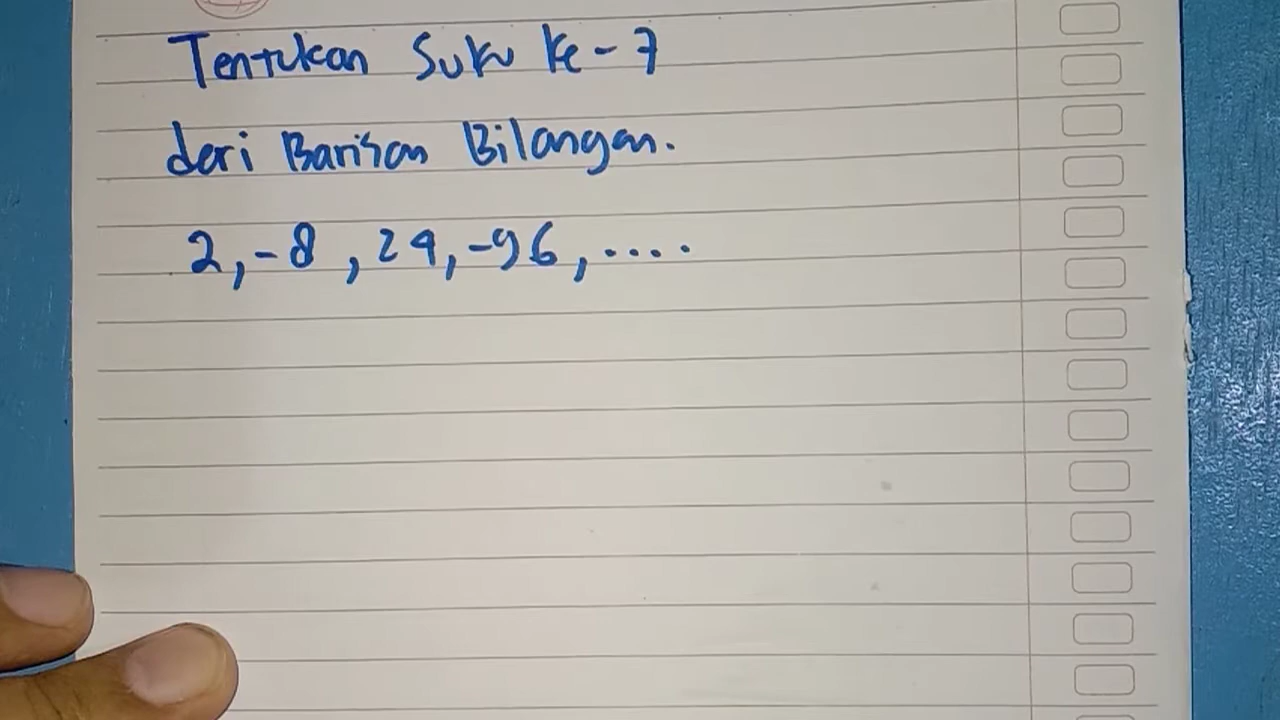 Tentukan Suku Ke-7
dari Barisan Bilangan.
2, -8, 24, -96, ....